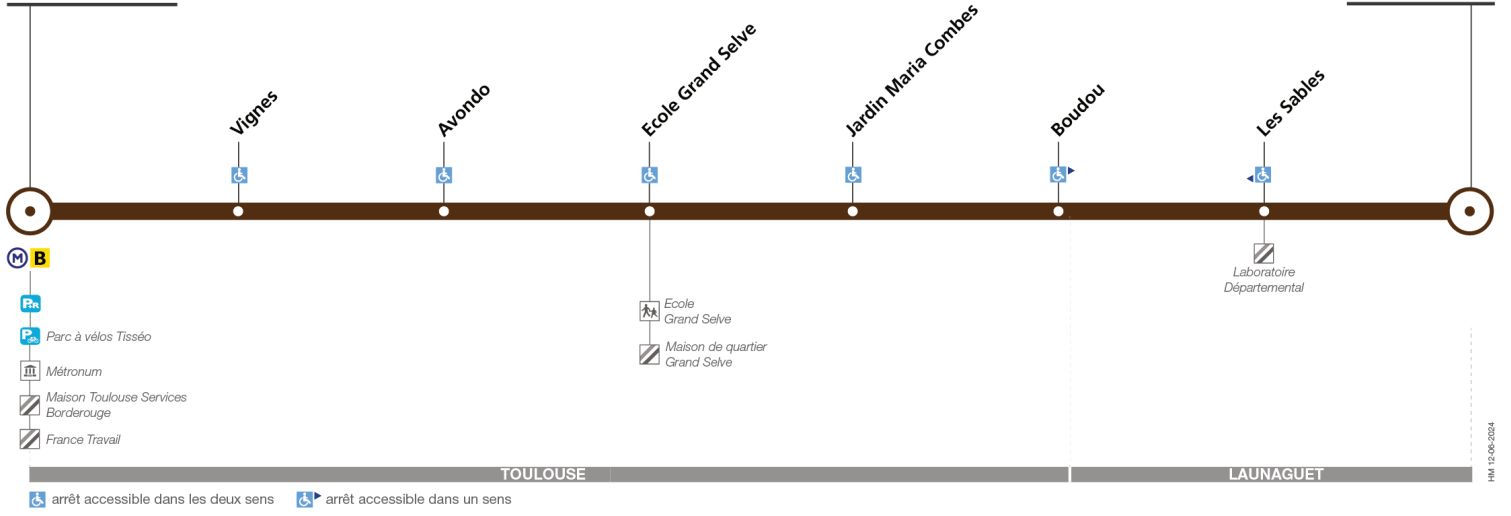 Vignes
Avondo
Ecole Grand Selve
Jardin Maria Combes
Boudou
Les Sables
M B
P+R
P
Parc à vélos Tisséo
Métronum
Maison Toulouse Services
Borderouge
France Travail
Ecole
Grand Selve
Maison de quartier
Grand Selve
Laboratoire
Départemental
TOULOUSE
LAUNAGUET
HM 12-06-2024
arrêt accessible dans les deux sens
arrêt accessible dans un sens